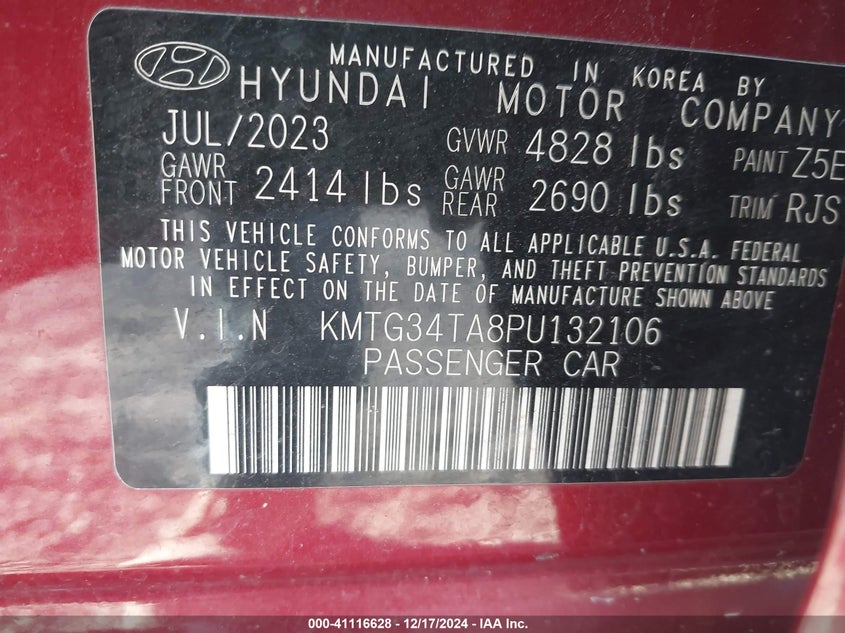 MANUFACTURED IN KOREA BY
HYUNDAI MOTOR COMPANY
JUL/2023 GVWR 4828 lbs PAINT Z5E
GAWR FRONT 2414 lbs GAWR REAR 2690 lbs TRIM RJS
THIS VEHICLE CONFORMS TO ALL APPLICABLE U.S.A. FEDERAL
MOTOR VEHICLE SAFETY, BUMPER, AND THEFT PREVENTION STANDARDS
IN EFFECT ON THE DATE OF MANUFACTURE SHOWN ABOVE
V.I.N KMTG34TA8PU132106
PASSENGER CAR
000-41116628 - 12/17/2024 - IAA Inc.